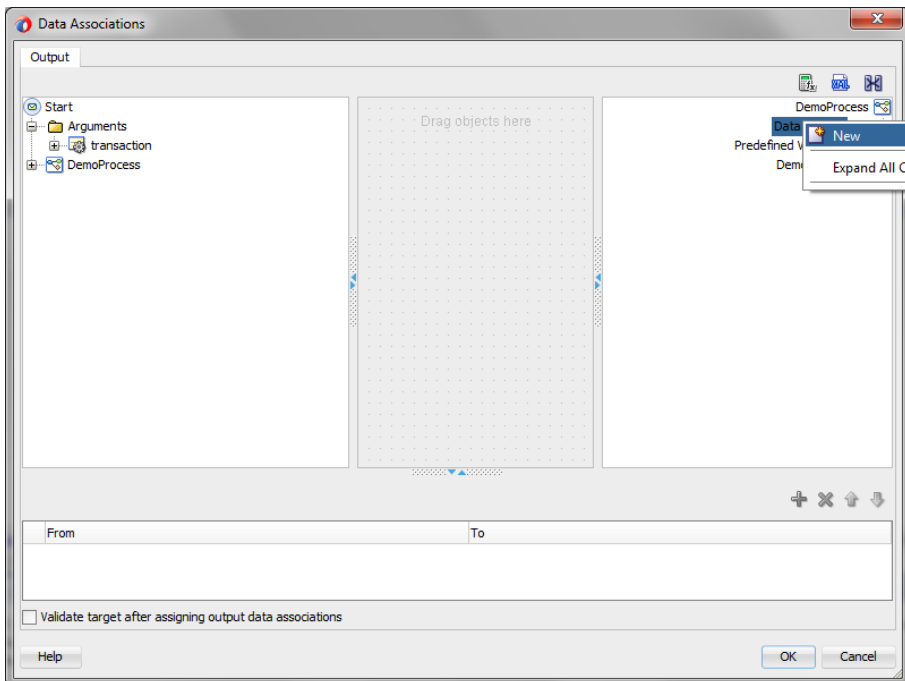 Data Associations
Output
Start
Arguments
transaction
DemoProcess
Drag objects here
DemoProcess
Data
Predefined
New
Expand All
From
To
Validate target after assigning output data associations
Help
OK
Cancel